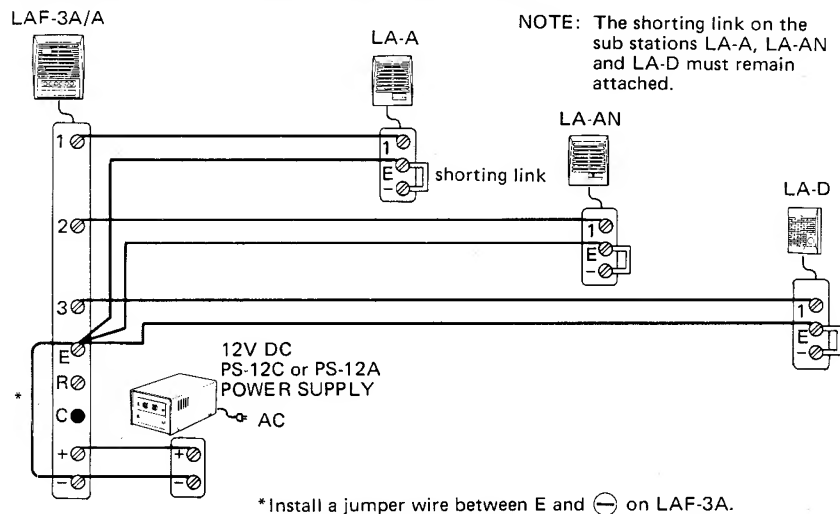 LAF-3A/A
LA-A
NOTE: The shorting link on the
sub stations LA-A, LA-AN
and LA-D must remain
attached.
LA-AN
LA-D
1
1
E
−
shorting link
2
1
E
−
3
1
E
−
E
R
C
+
−
*
12V DC
PS-12C or PS-12A
POWER SUPPLY
AC
+
−
*Install a jumper wire between E and ⊖ on LAF-3A.